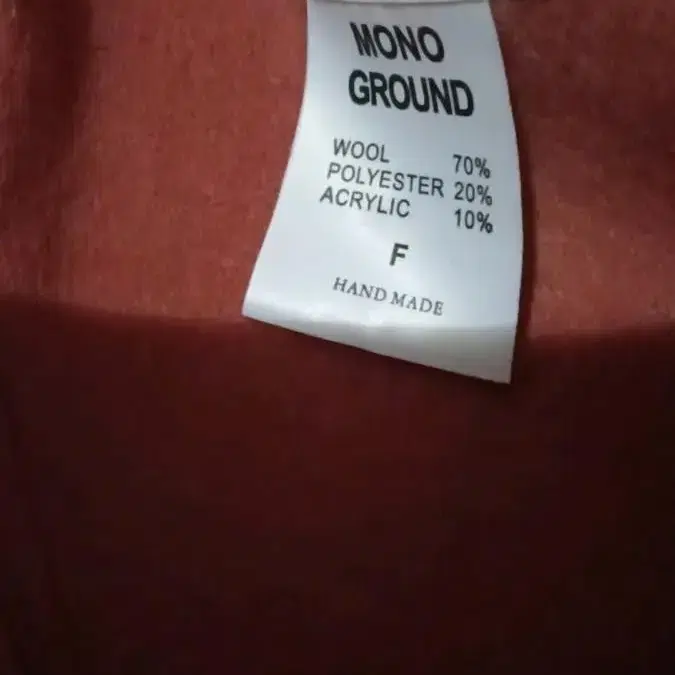 MONO
GROUND
WOOL 70%
POLYESTER 20%
ACRYLIC 10%
F
HAND MADE